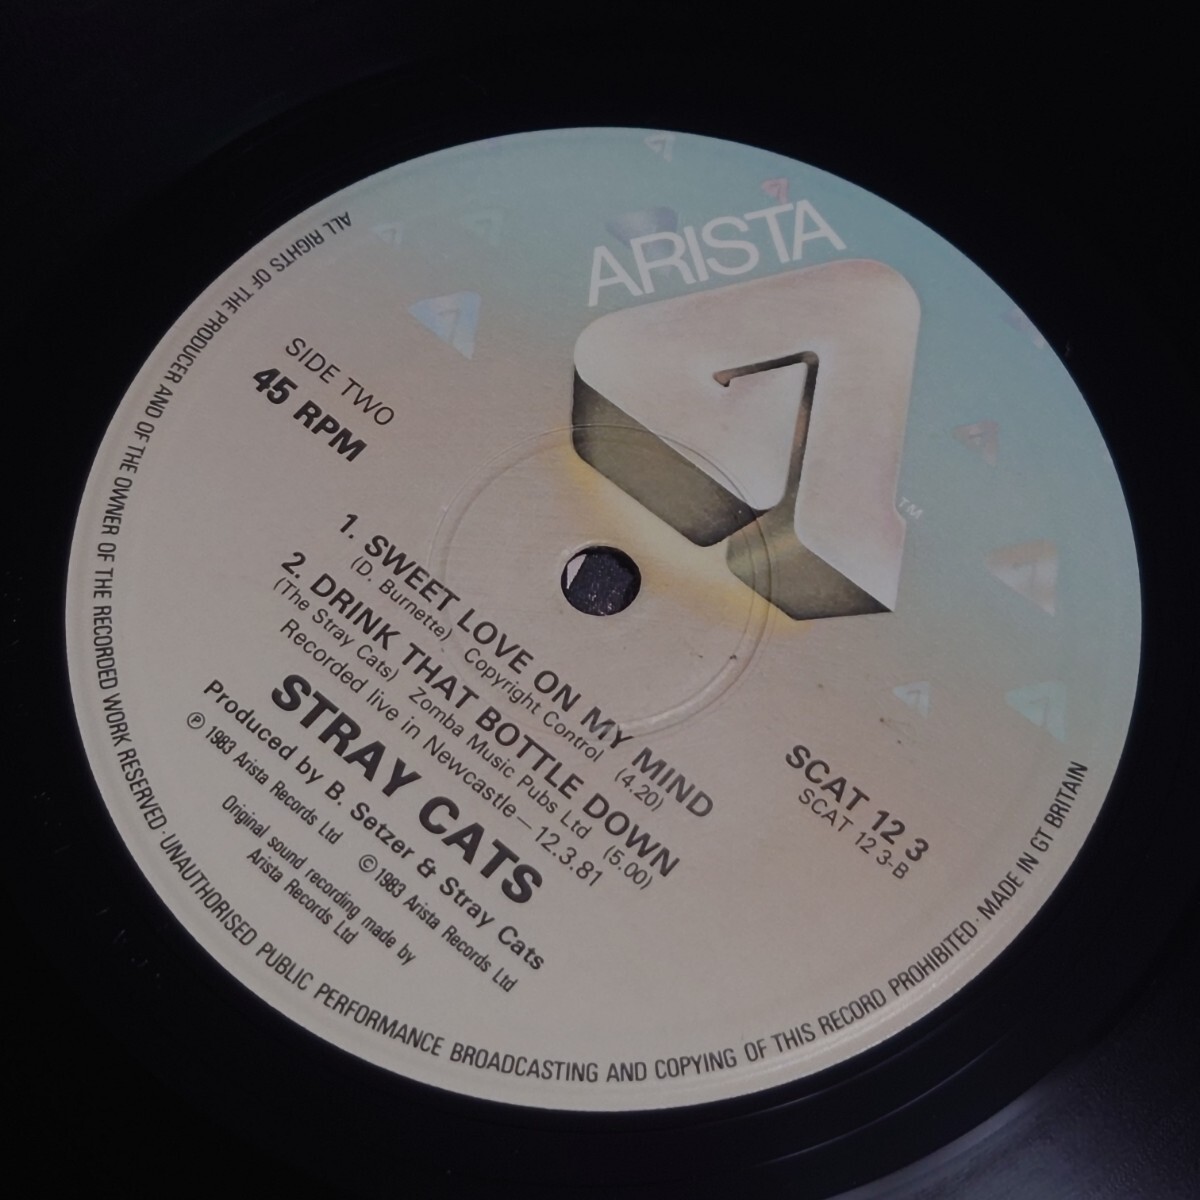 ARISTA
TM
SIDE TWO
45 RPM
SCAT 12 3
SCAT 12 3-B
1. SWEET LOVE ON MY MIND
(D. Burnette) Copyright Control (4.20)
2. DRINK THAT BOTTLE DOWN
(The Stray Cats) Zomba Music Pubs Ltd (5.00)
Recorded live in Newcastle — 12.3.81
STRAY CATS
Produced by B. Setzer & Stray Cats
℗ 1983 Arista Records Ltd © 1983 Arista Records Ltd
Original sound recording made by
Arista Records Ltd
ALL RIGHTS OF THE PRODUCER AND OF THE OWNER OF THE RECORDED WORK RESERVED · UNAUTHORISED PUBLIC PERFORMANCE BROADCASTING AND COPYING OF THIS RECORD PROHIBITED · MADE IN GT BRITAIN